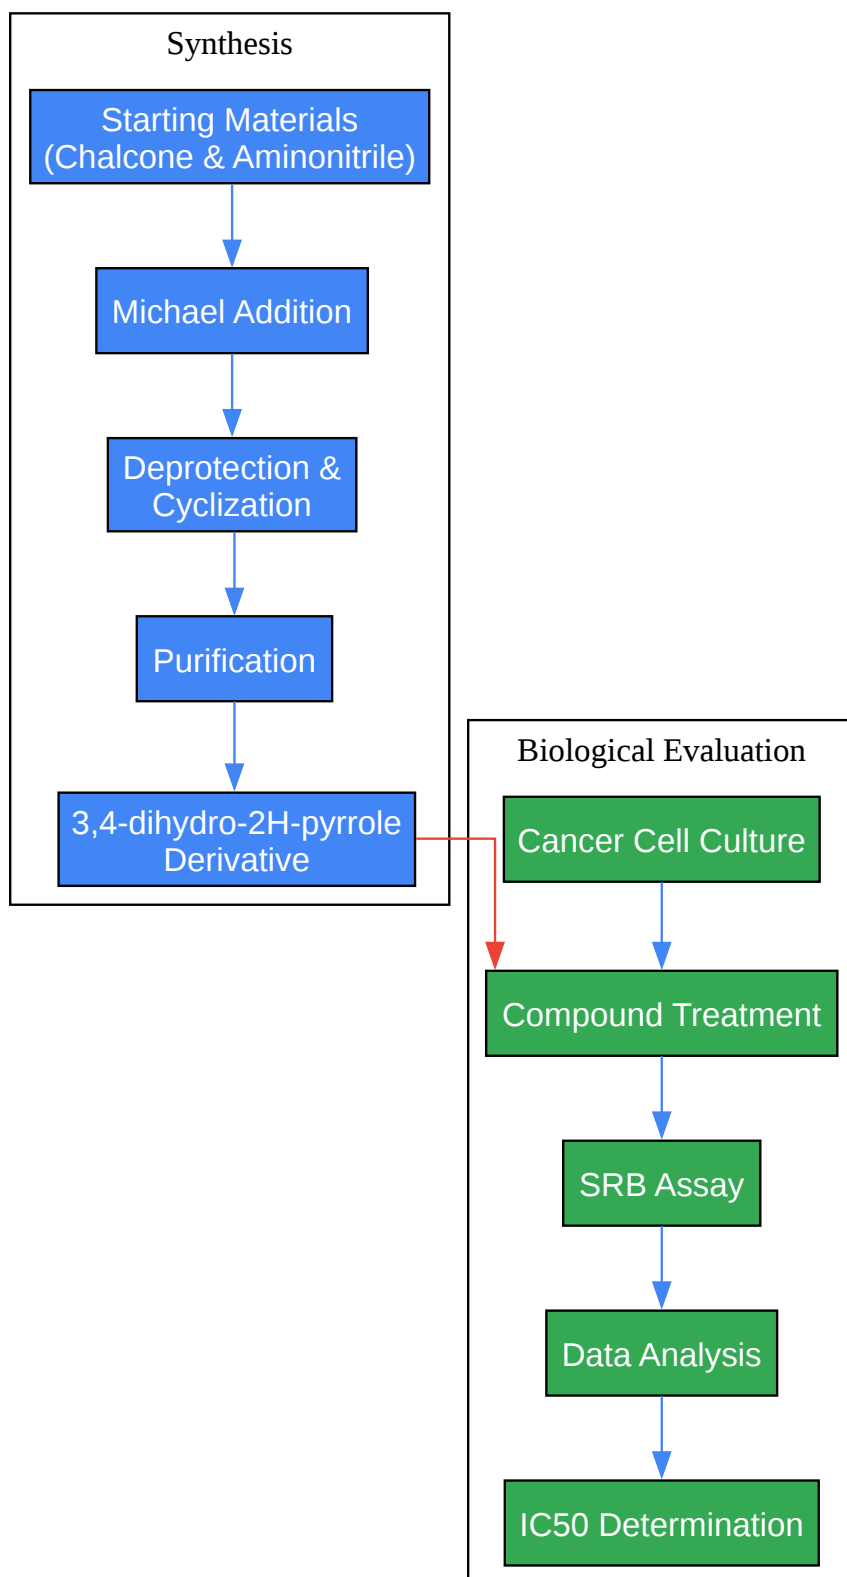 Synthesis
Starting Materials
(Chalcone & Aminonitrile)
Michael Addition
Deprotection &
Cyclization
Purification
3,4-dihydro-2H-pyrrole
Derivative
Biological Evaluation
Cancer Cell Culture
Compound Treatment
SRB Assay
Data Analysis
IC50 Determination